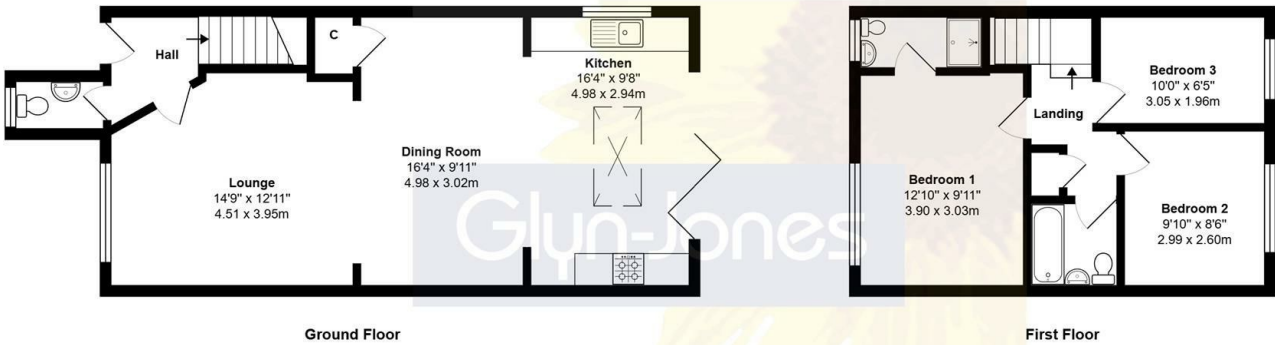 Hall
C
Kitchen
16'4" x 9'8"
4.98 x 2.94m
Dining Room
16'4" x 9'11"
4.98 x 3.02m
Lounge
14'9" x 12'11"
4.51 x 3.95m
Glyn-Jones
Ground Floor
Bedroom 3
10'0" x 6'5"
3.05 x 1.96m
Landing
Bedroom 1
12'10" x 9'11"
3.90 x 3.03m
Bedroom 2
9'10" x 8'6"
2.99 x 2.60m
First Floor